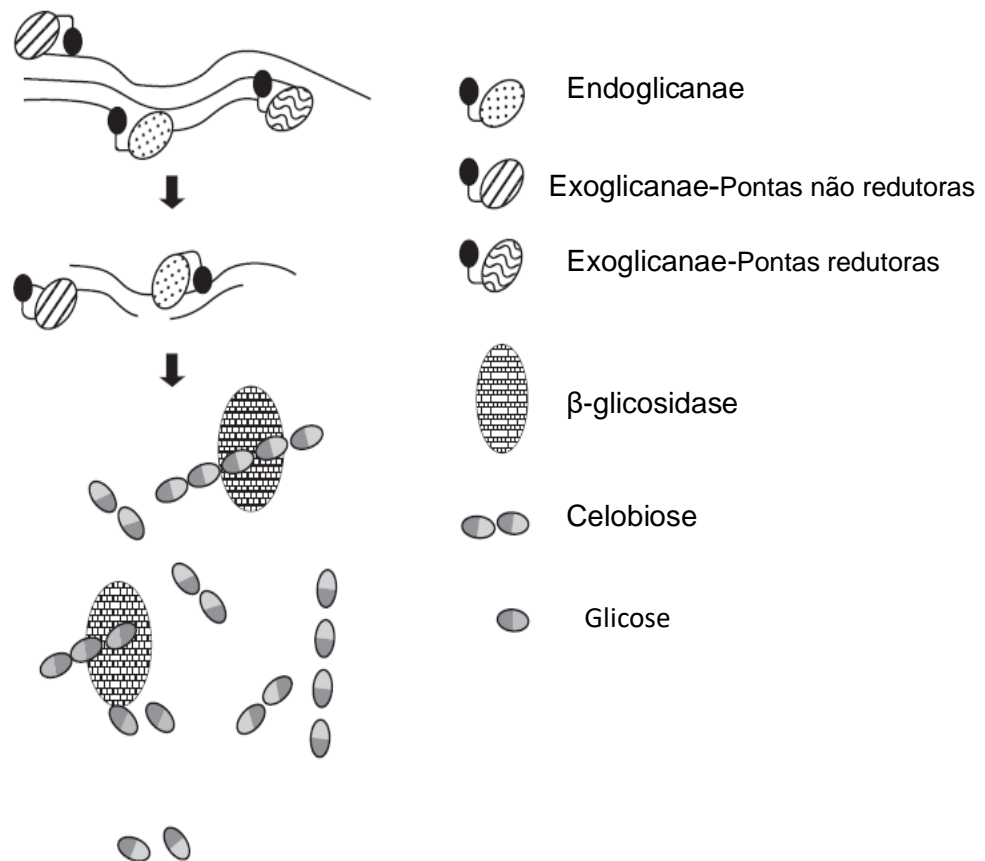 Endoglicanae
Exoglicanae-Pontas não redutoras
Exoglicanae-Pontas redutoras
β-glicosidase
Celobiose
Glicose